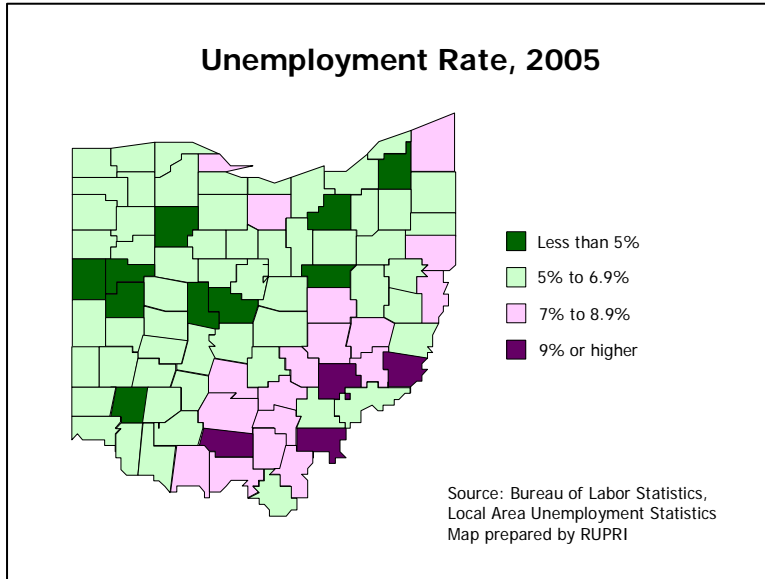 Unemployment Rate, 2005
Less than 5%
5% to 6.9%
7% to 8.9%
9% or higher
Source: Bureau of Labor Statistics,
Local Area Unemployment Statistics
Map prepared by RUPRI